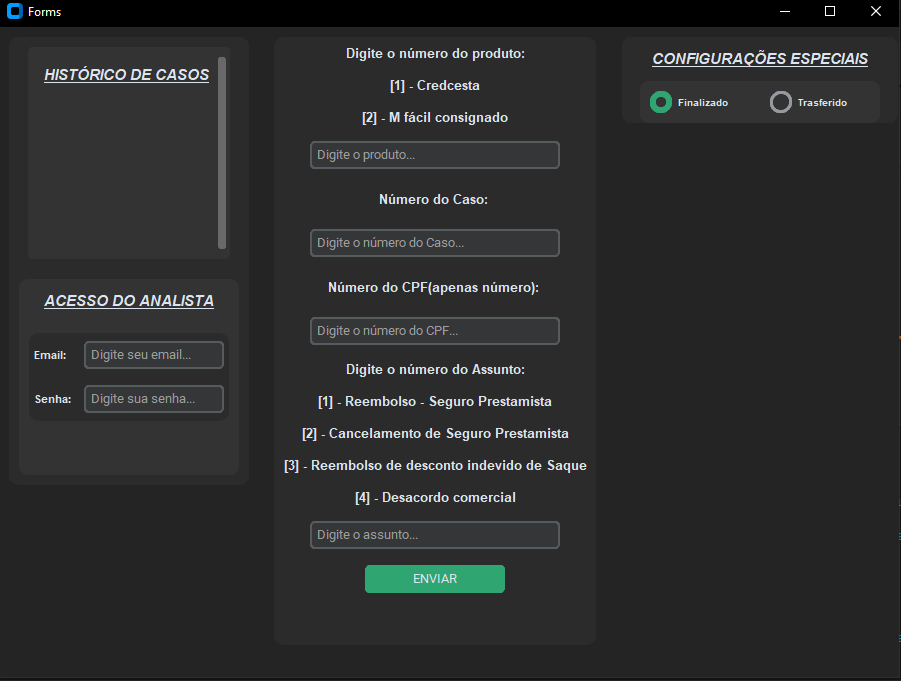 Forms
HISTÓRICO DE CASOS
ACESSO DO ANALISTA
Email: Digite seu email...
Senha: Digite sua senha...
Digite o número do produto:
[1] - Credcesta
[2] - M fácil consignado
Digite o produto...
Número do Caso:
Digite o número do Caso...
Número do CPF(apenas número):
Digite o número do CPF...
Digite o número do Assunto:
[1] - Reembolso - Seguro Prestamista
[2] - Cancelamento de Seguro Prestamista
[3] - Reembolso de desconto indevido de Saque
[4] - Desacordo comercial
Digite o assunto...
ENVIAR
CONFIGURAÇÕES ESPECIAIS
Finalizado Trasferido